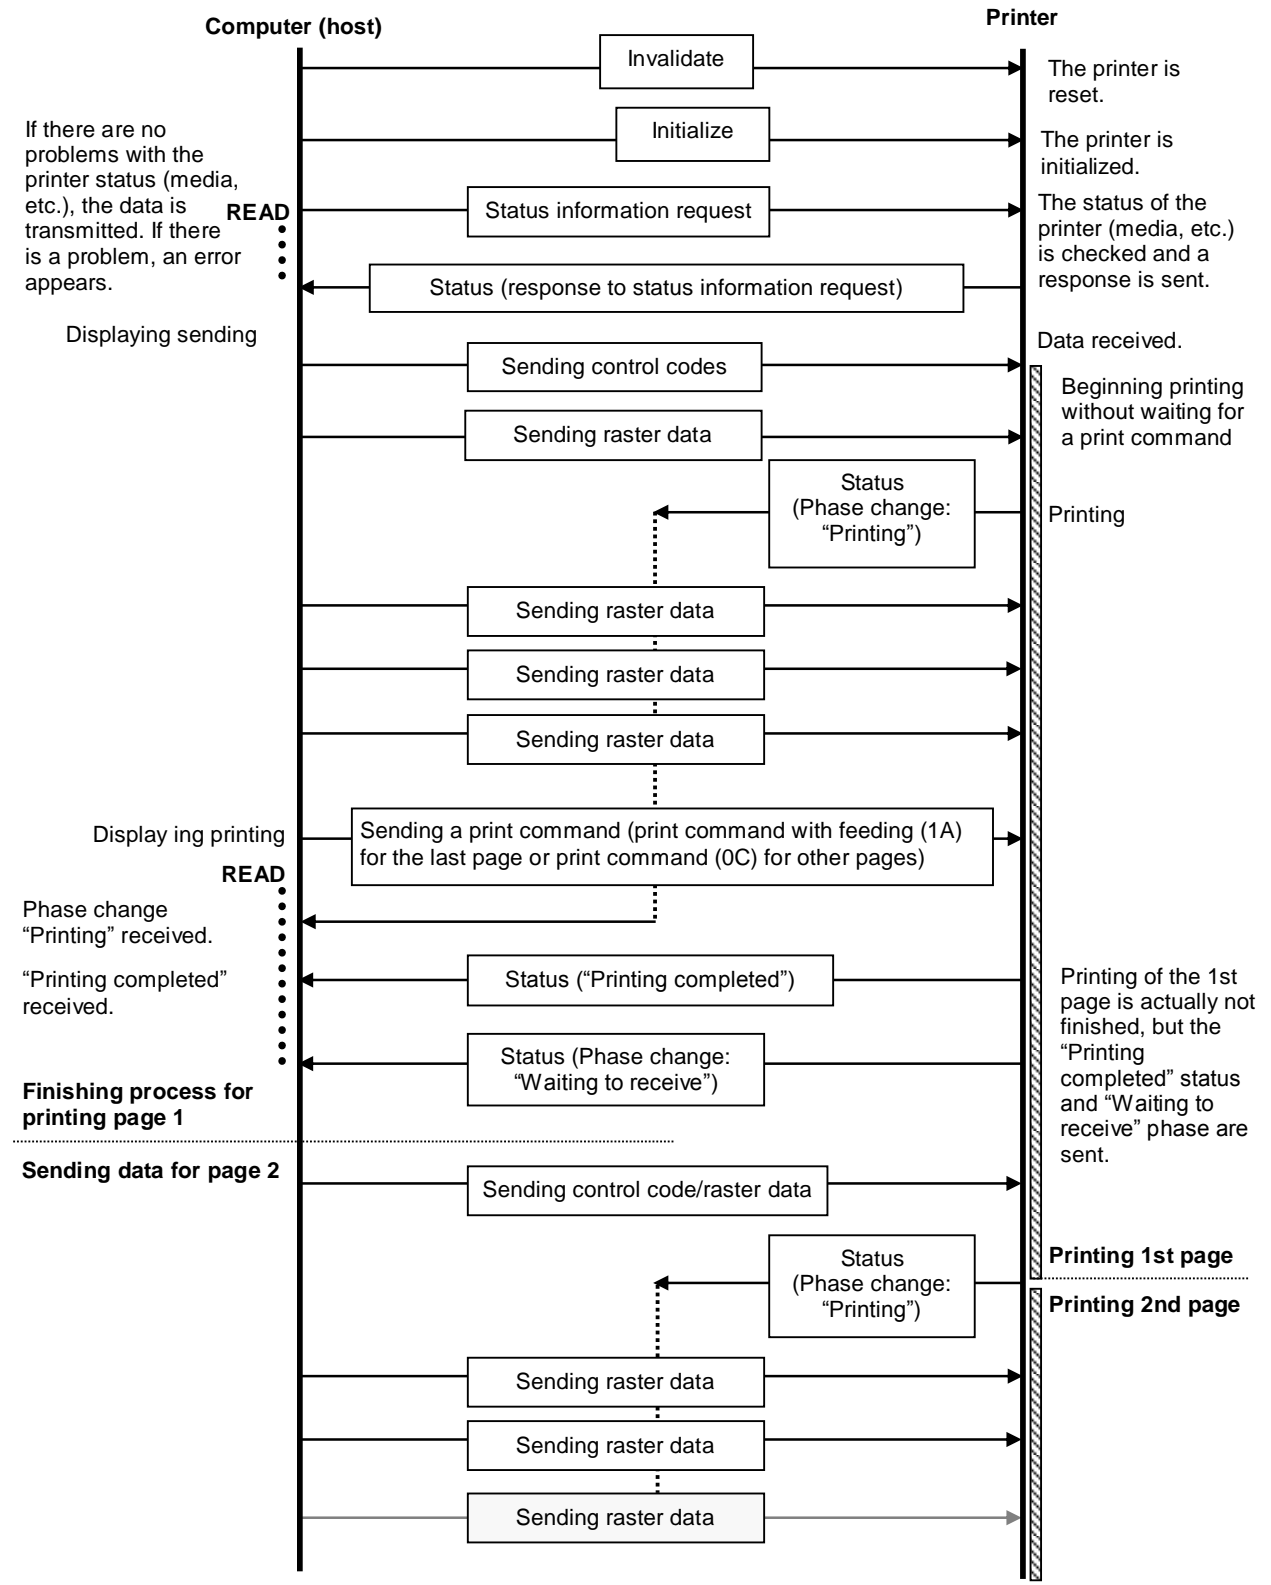 Computer (host)
Printer
Invalidate
The printer is
reset.
Initialize
The printer is
initialized.
If there are no
problems with the
printer status (media,
etc.), the data is
transmitted. If there
is a problem, an error
appears.
READ
Status information request
The status of the
printer (media, etc.)
is checked and a
response is sent.
Status (response to status information request)
Displaying sending
Data received.
Sending control codes
Beginning printing
without waiting for
a print command
Sending raster data
Status
(Phase change:
“Printing”)
Printing
Sending raster data
Sending raster data
Sending raster data
Display ing printing
Sending a print command (print command with feeding (1A)
for the last page or print command (0C) for other pages)
READ
Phase change
“Printing” received.
“Printing completed”
received.
Status (“Printing completed”)
Printing of the 1st
page is actually not
finished, but the
“Printing
completed” status
and “Waiting to
receive” phase are
sent.
Status (Phase change:
“Waiting to receive”)
Finishing process for
printing page 1
Sending data for page 2
Sending control code/raster data
Status
(Phase change:
“Printing”)
Printing 1st page
Printing 2nd page
Sending raster data
Sending raster data
Sending raster data